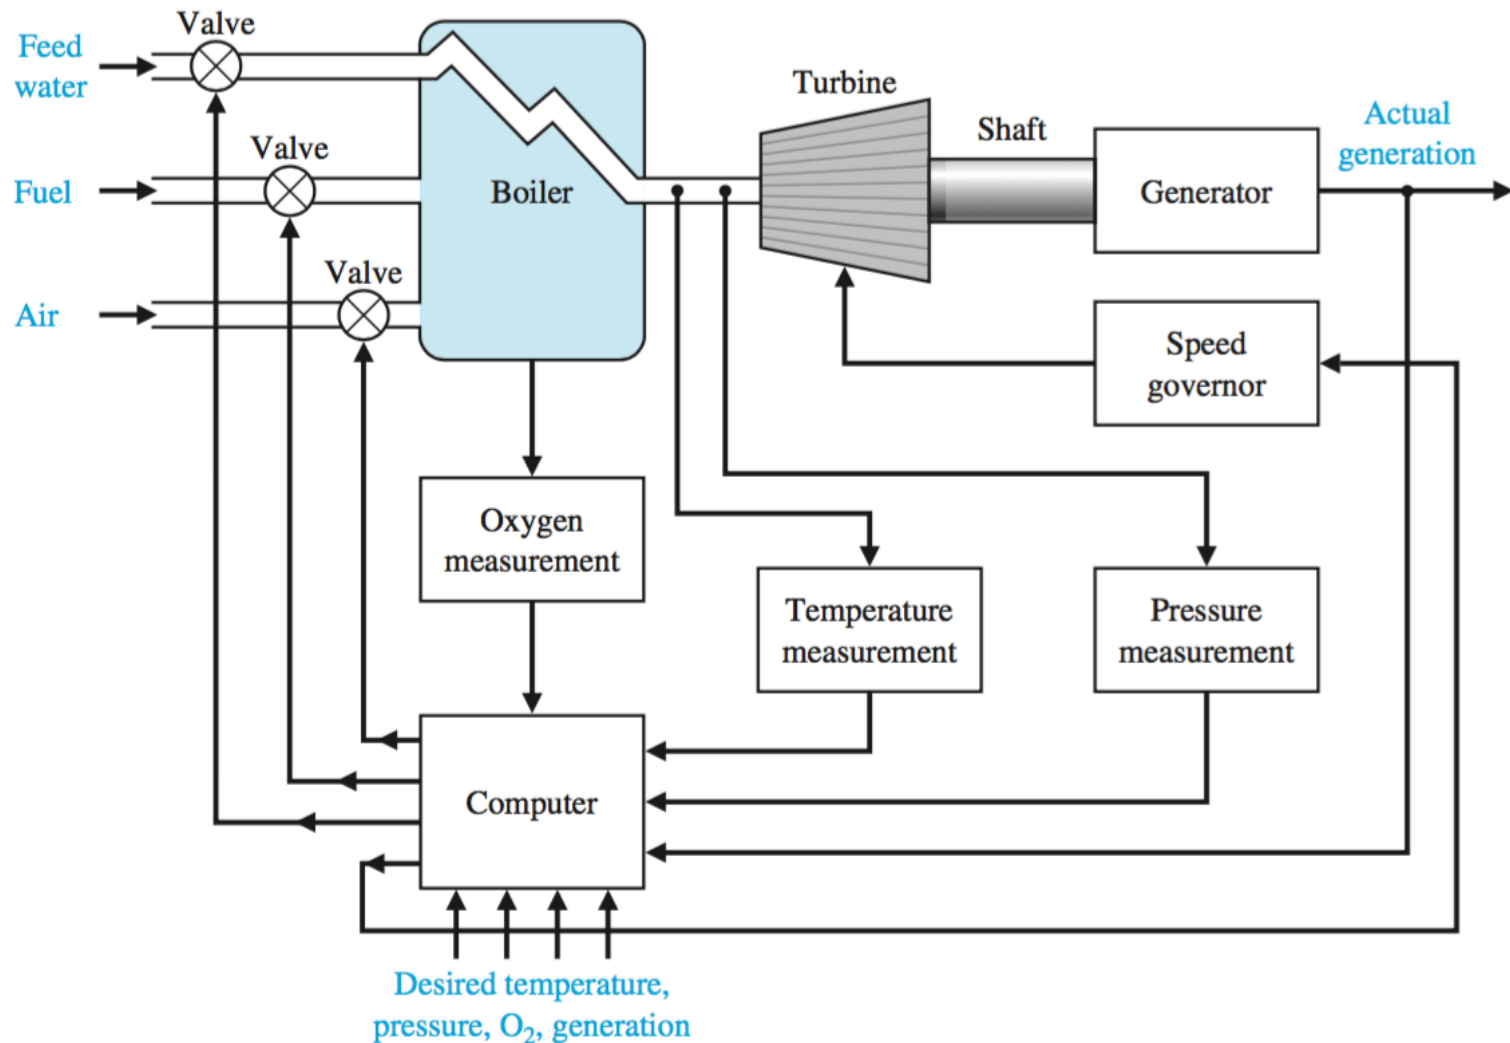 Valve
Feed
water
Turbine
Shaft
Actual
generation
Valve
Fuel
Boiler
Generator
Valve
Air
Speed
governor
Oxygen
measurement
Temperature
measurement
Pressure
measurement
Computer
Desired temperature,
pressure, O₂, generation